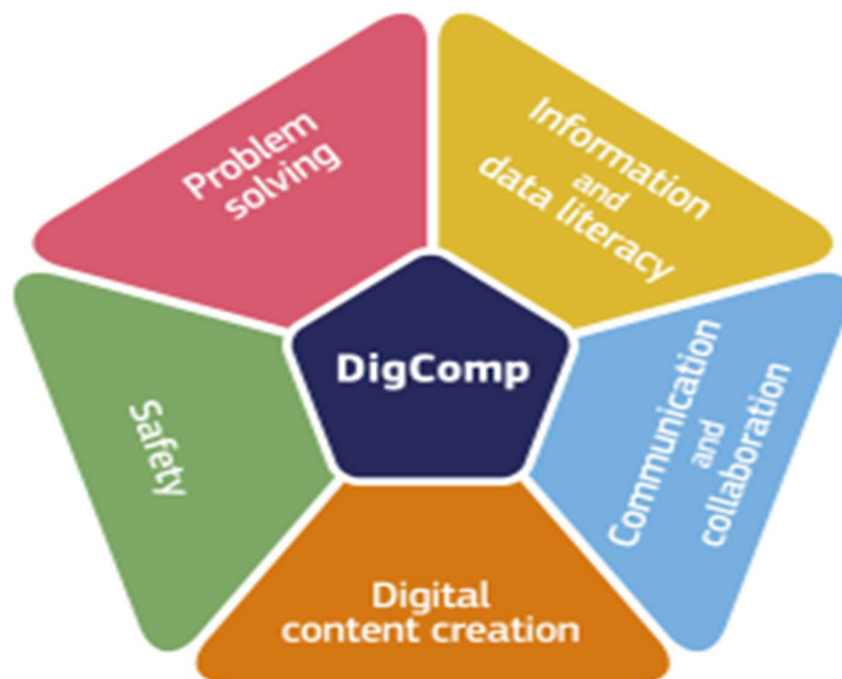 Problem
solving
Information
and
data literacy
DigComp
Safety
Communication
and
collaboration
Digital
content creation